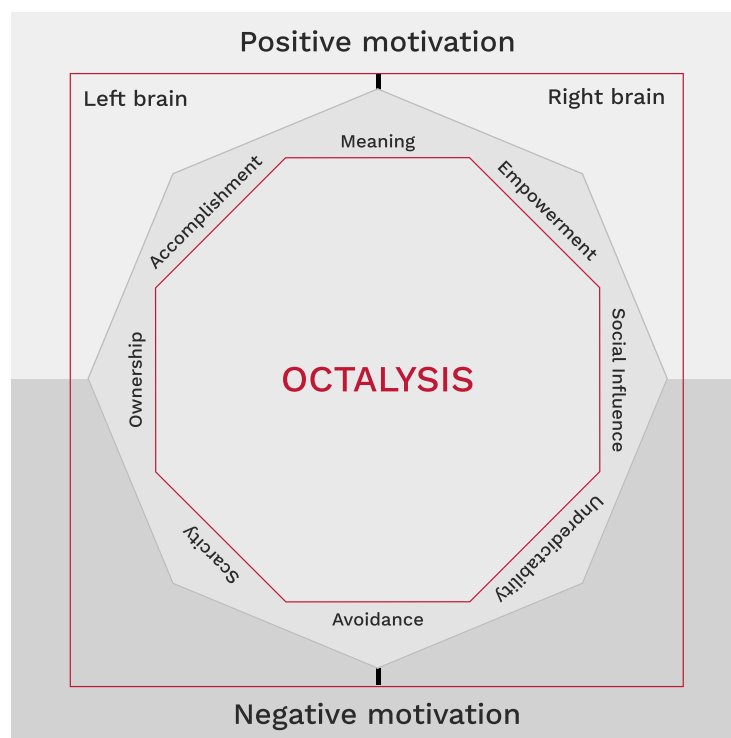 Positive motivation
Left brain
Right brain
Meaning
Accomplishment
Empowerment
Ownership
OCTALYSIS
Social Influence
Scarcity
Unpredictability
Avoidance
Negative motivation